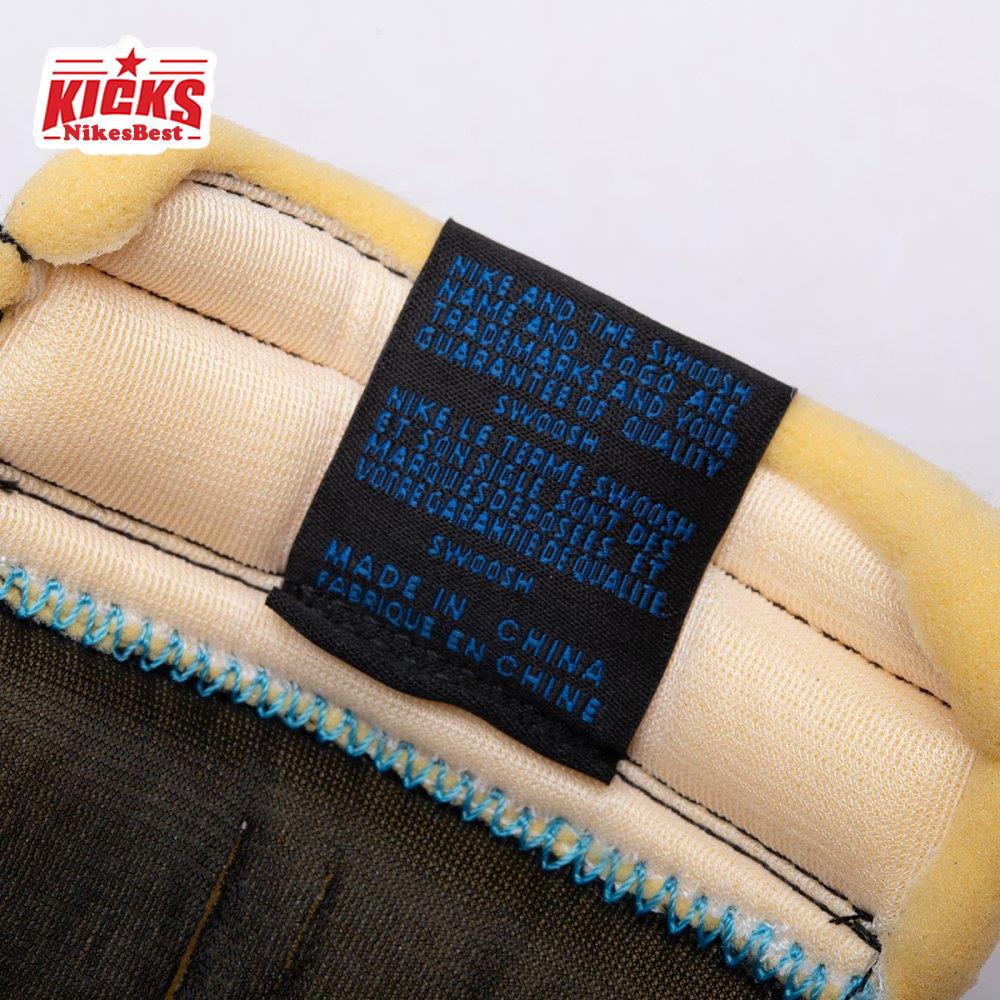 KICKS
NikesBest
NIKE AND THE SWOOSH
NAME AND LOGO ARE
TRADEMARKS AND YOUR
GUARANTEE OF QUALITY
SWOOSH
NIKE LE TERME SWOOSH
ET SON SIGLE SONT DES
MARQUES DEPOSEES ET
VOTRE GARANTIE DE QUALITE
SWOOSH
MADE IN CHINA
FABRIQUE EN CHINE